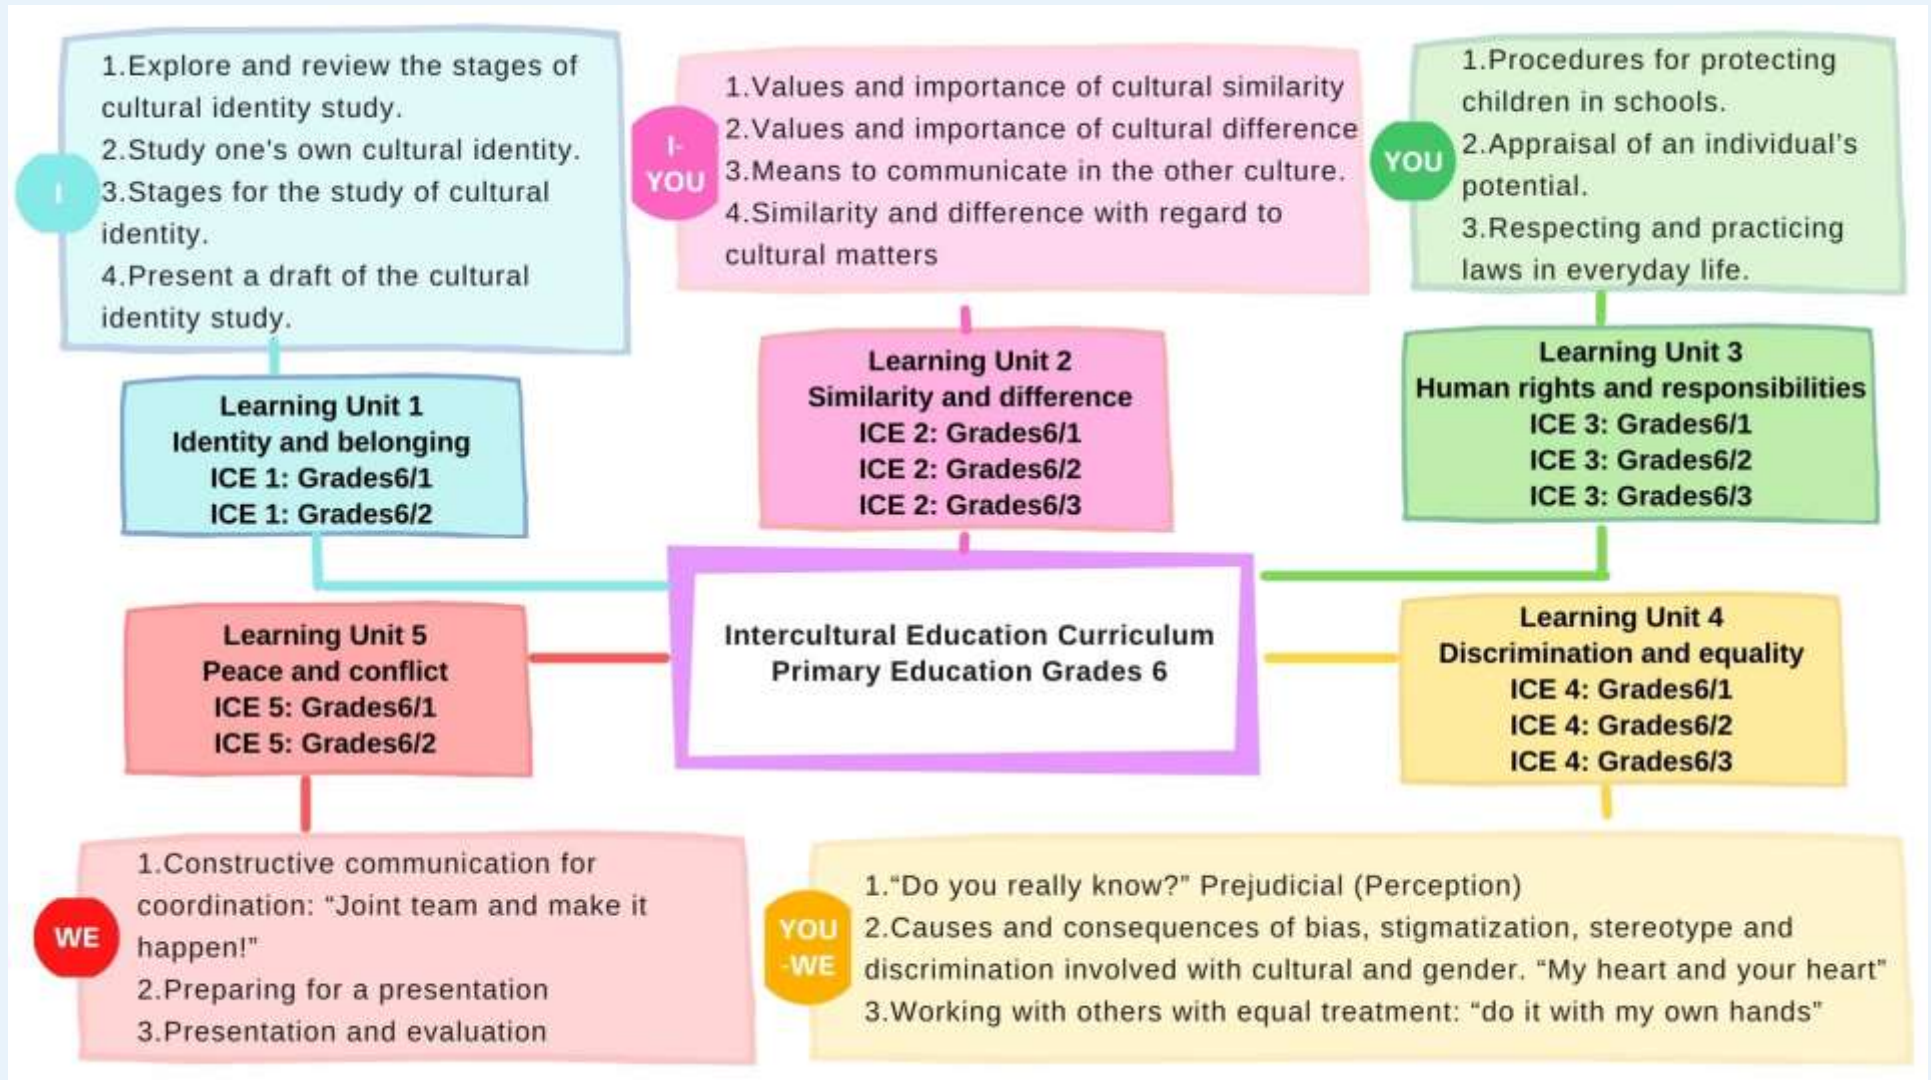 1.Explore and review the stages of
cultural identity study.
2.Study one's own cultural identity.
3.Stages for the study of cultural
identity.
4.Present a draft of the cultural
identity study.
I
Learning Unit 1
Identity and belonging
ICE 1: Grades6/1
ICE 1: Grades6/2
1.Values and importance of cultural similarity
2.Values and importance of cultural difference
3.Means to communicate in the other culture.
4.Similarity and difference with regard to
cultural matters
I-
YOU
Learning Unit 2
Similarity and difference
ICE 2: Grades6/1
ICE 2: Grades6/2
ICE 2: Grades6/3
1.Procedures for protecting
children in schools.
2.Appraisal of an individual's
potential.
3.Respecting and practicing
laws in everyday life.
YOU
Learning Unit 3
Human rights and responsibilities
ICE 3: Grades6/1
ICE 3: Grades6/2
ICE 3: Grades6/3
Intercultural Education Curriculum
Primary Education Grades 6
Learning Unit 5
Peace and conflict
ICE 5: Grades6/1
ICE 5: Grades6/2
Learning Unit 4
Discrimination and equality
ICE 4: Grades6/1
ICE 4: Grades6/2
ICE 4: Grades6/3
WE
1.Constructive communication for
coordination: “Joint team and make it
happen!”
2.Preparing for a presentation
3.Presentation and evaluation
YOU
-WE
1.“Do you really know?” Prejudicial (Perception)
2.Causes and consequences of bias, stigmatization, stereotype and
discrimination involved with cultural and gender. “My heart and your heart”
3.Working with others with equal treatment: “do it with my own hands”